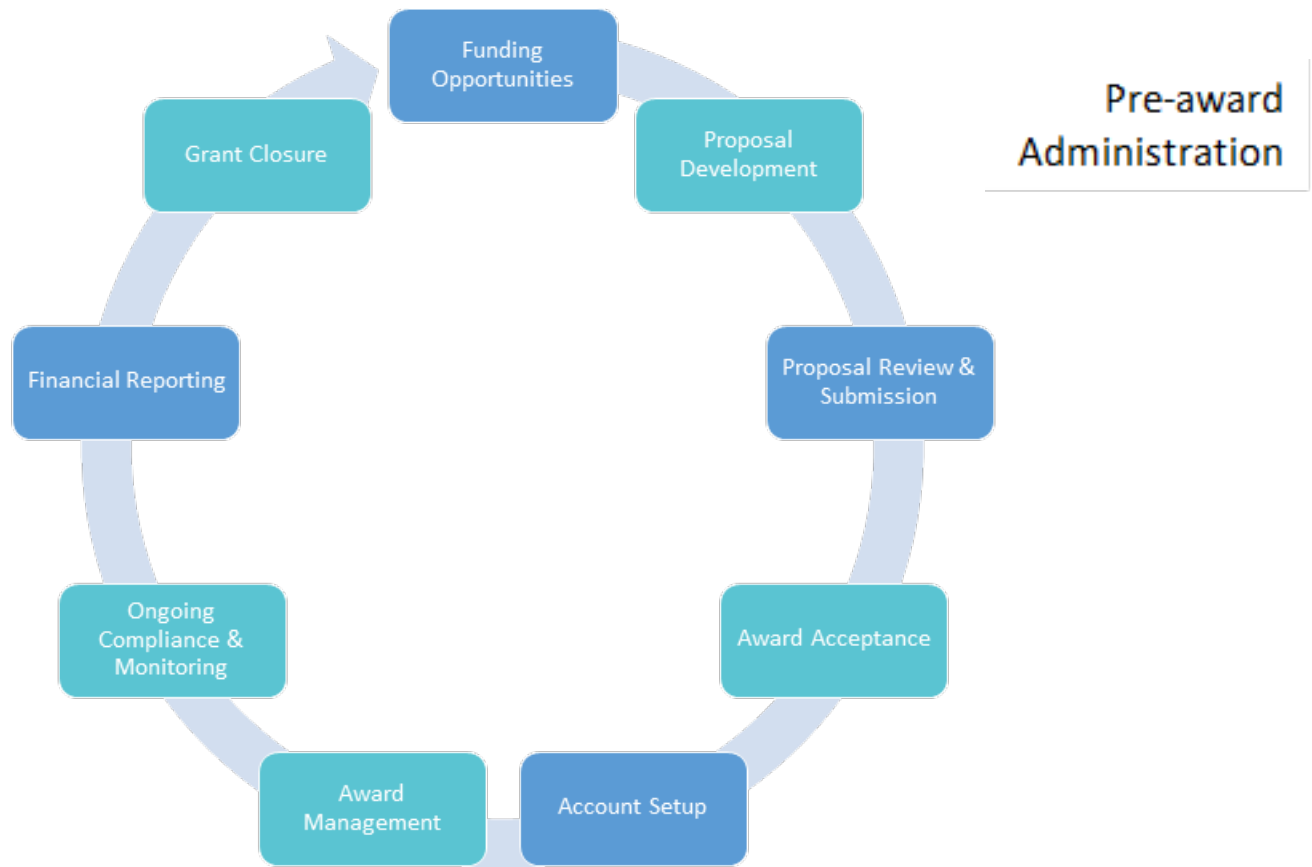 Funding
Opportunities
Pre-award
Administration
Proposal
Development
Grant Closure
Proposal Review &
Submission
Financial Reporting
Award Acceptance
Ongoing
Compliance &
Monitoring
Account Setup
Award
Management